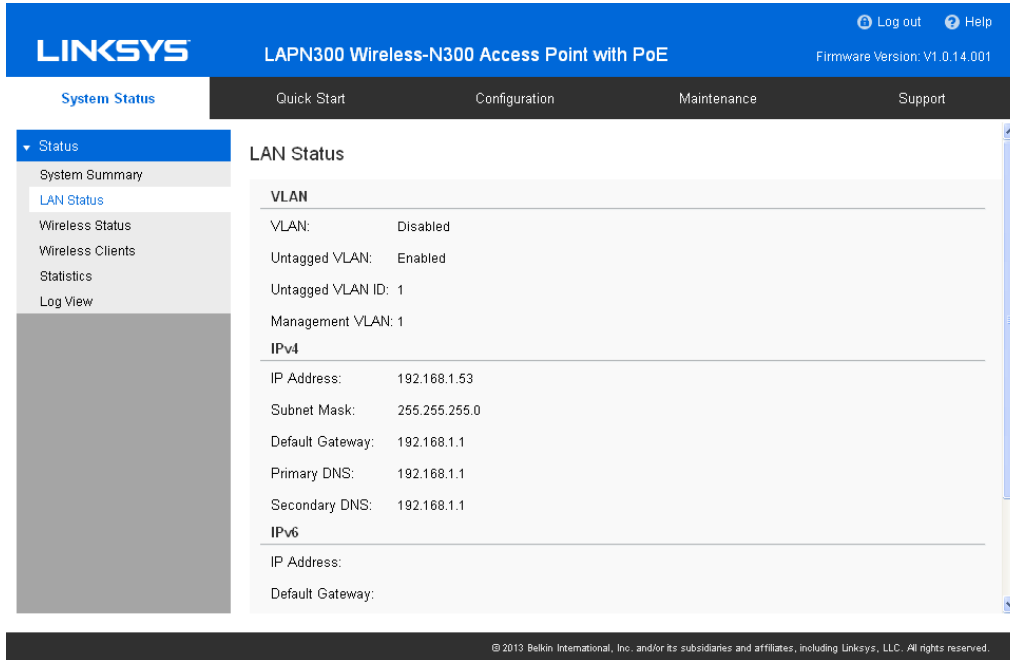 Log out Help
LINKSYS LAPN300 Wireless-N300 Access Point with PoE Firmware Version: V1.0.14.001
System Status Quick Start Configuration Maintenance Support
Status
System Summary
LAN Status
Wireless Status
Wireless Clients
Statistics
Log View
LAN Status
VLAN
VLAN: Disabled
Untagged VLAN: Enabled
Untagged VLAN ID: 1
Management VLAN: 1
IPv4
IP Address: 192.168.1.53
Subnet Mask: 255.255.255.0
Default Gateway: 192.168.1.1
Primary DNS: 192.168.1.1
Secondary DNS: 192.168.1.1
IPv6
IP Address:
Default Gateway:
© 2013 Belkin International, Inc. and/or its subsidiaries and affiliates, including Linksys, LLC. All rights reserved.